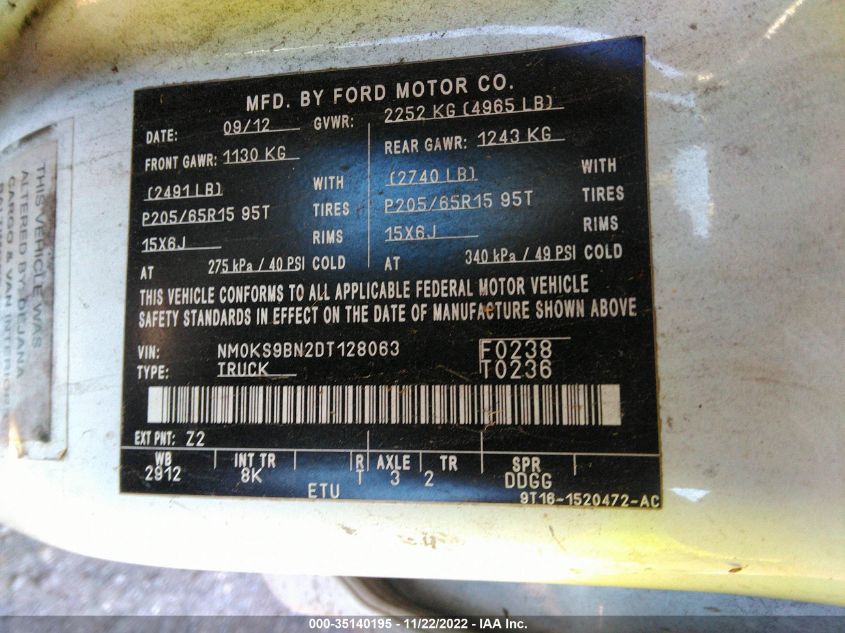 MFD. BY FORD MOTOR CO.
DATE: 09/12 GVWR: 2252 KG (4965 LB)
FRONT GAWR: 1130 KG REAR GAWR: 1243 KG
(2491 LB) WITH (2740 LB) WITH
P205/65R15 95T TIRES P205/65R15 95T TIRES
15X6J RIMS 15X6J RIMS
AT 275 kPa / 40 PSI COLD AT 340 kPa / 49 PSI COLD
THIS VEHICLE CONFORMS TO ALL APPLICABLE FEDERAL MOTOR VEHICLE
SAFETY STANDARDS IN EFFECT ON THE DATE OF MANUFACTURE SHOWN ABOVE
VIN: NM0KS9BN2DT128063 F0238
TYPE: TRUCK T0236
EXT PNT: Z2
WB INT TR R AXLE TR SPR
2912 8K T 3 2 DDGG
ETU 9T16-1520472-AC
THIS VEHICLE WAS
ALTERED BY DEJANA
CARGO & VAN INTERIORS
000-35140195 - 11/22/2022 - IAA Inc.